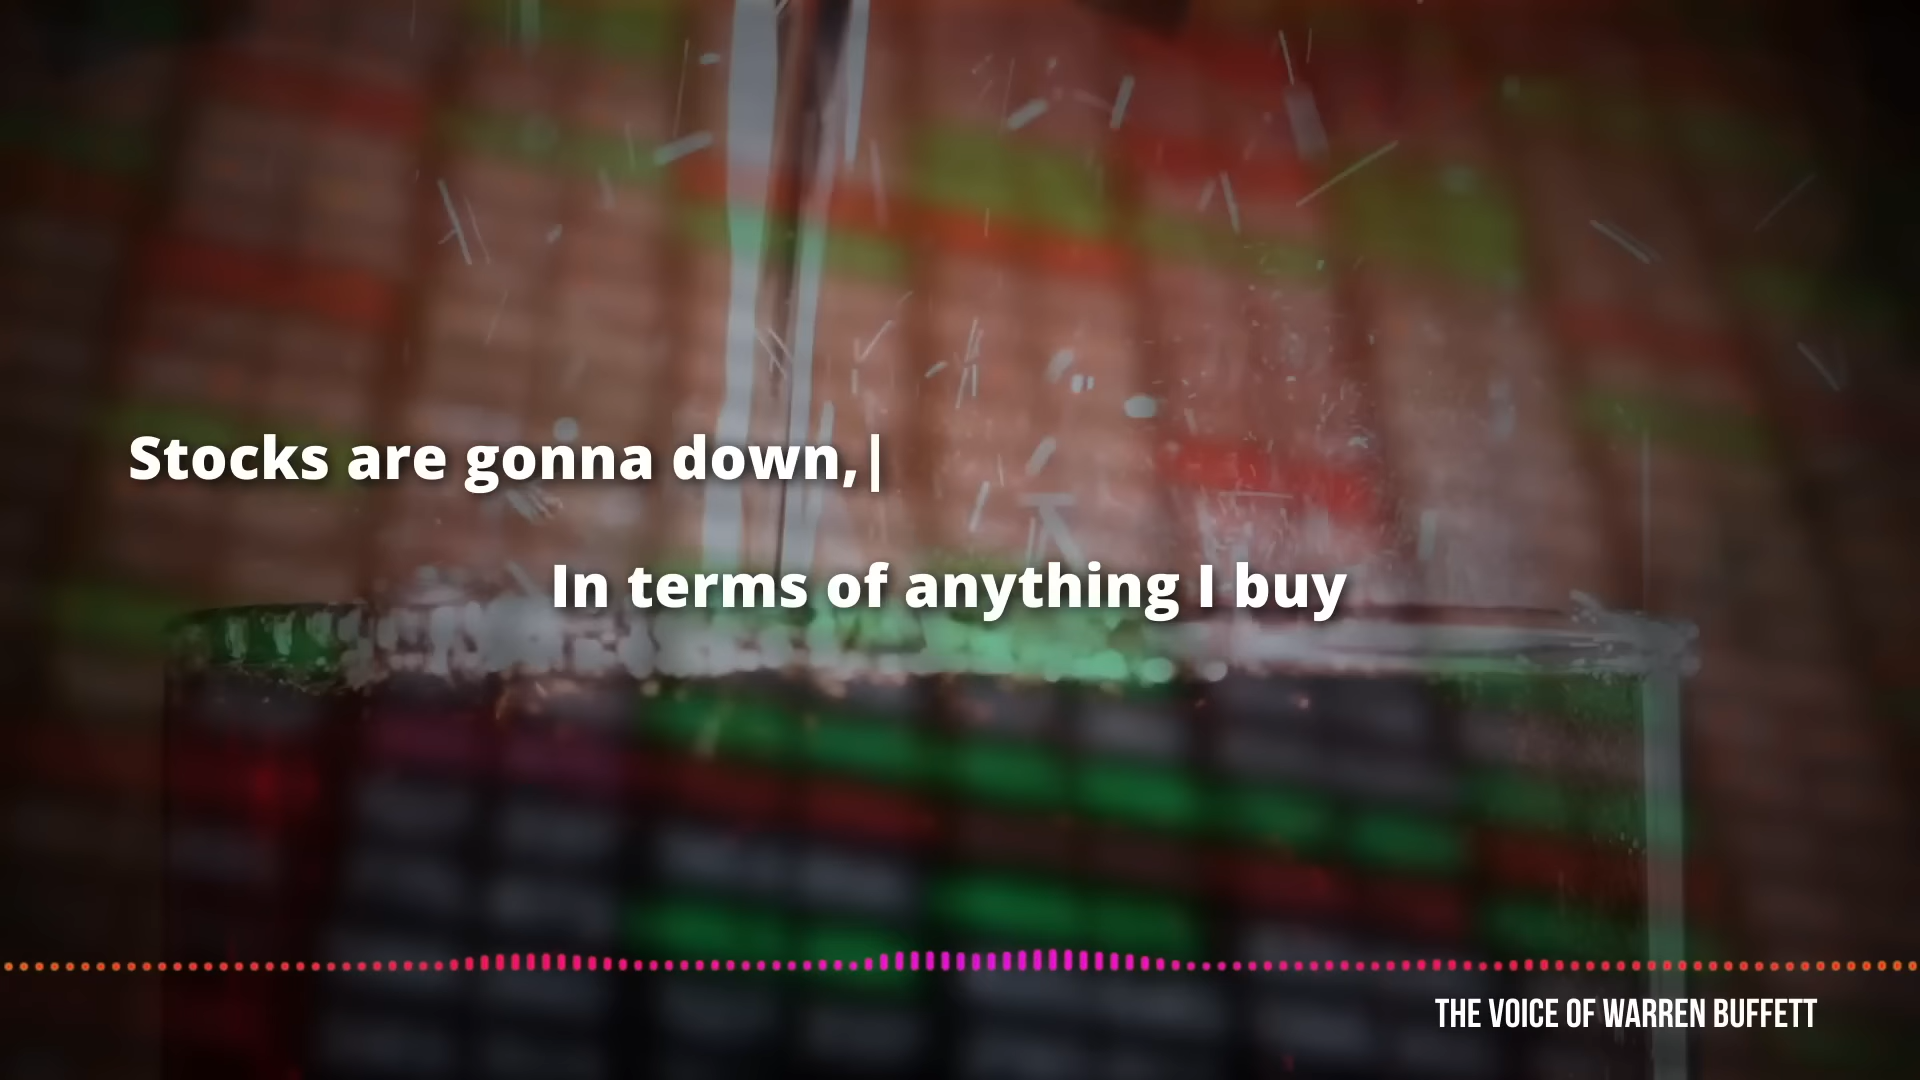 Stocks are gonna down,|
In terms of anything I buy
THE VOICE OF WARREN BUFFETT